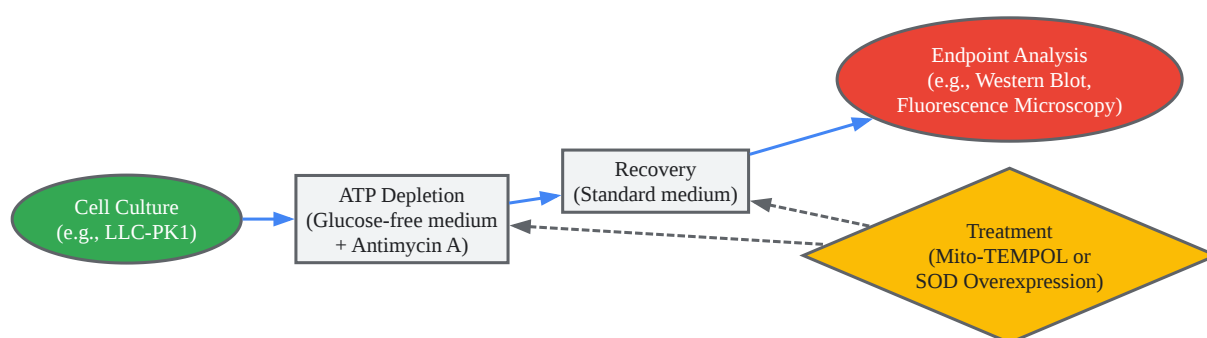 Cell Culture
(e.g., LLC-PK1)
ATP Depletion
(Glucose-free medium
+ Antimycin A)
Recovery
(Standard medium)
Endpoint Analysis
(e.g., Western Blot,
Fluorescence Microscopy)
Treatment
(Mito-TEMPOL or
SOD Overexpression)